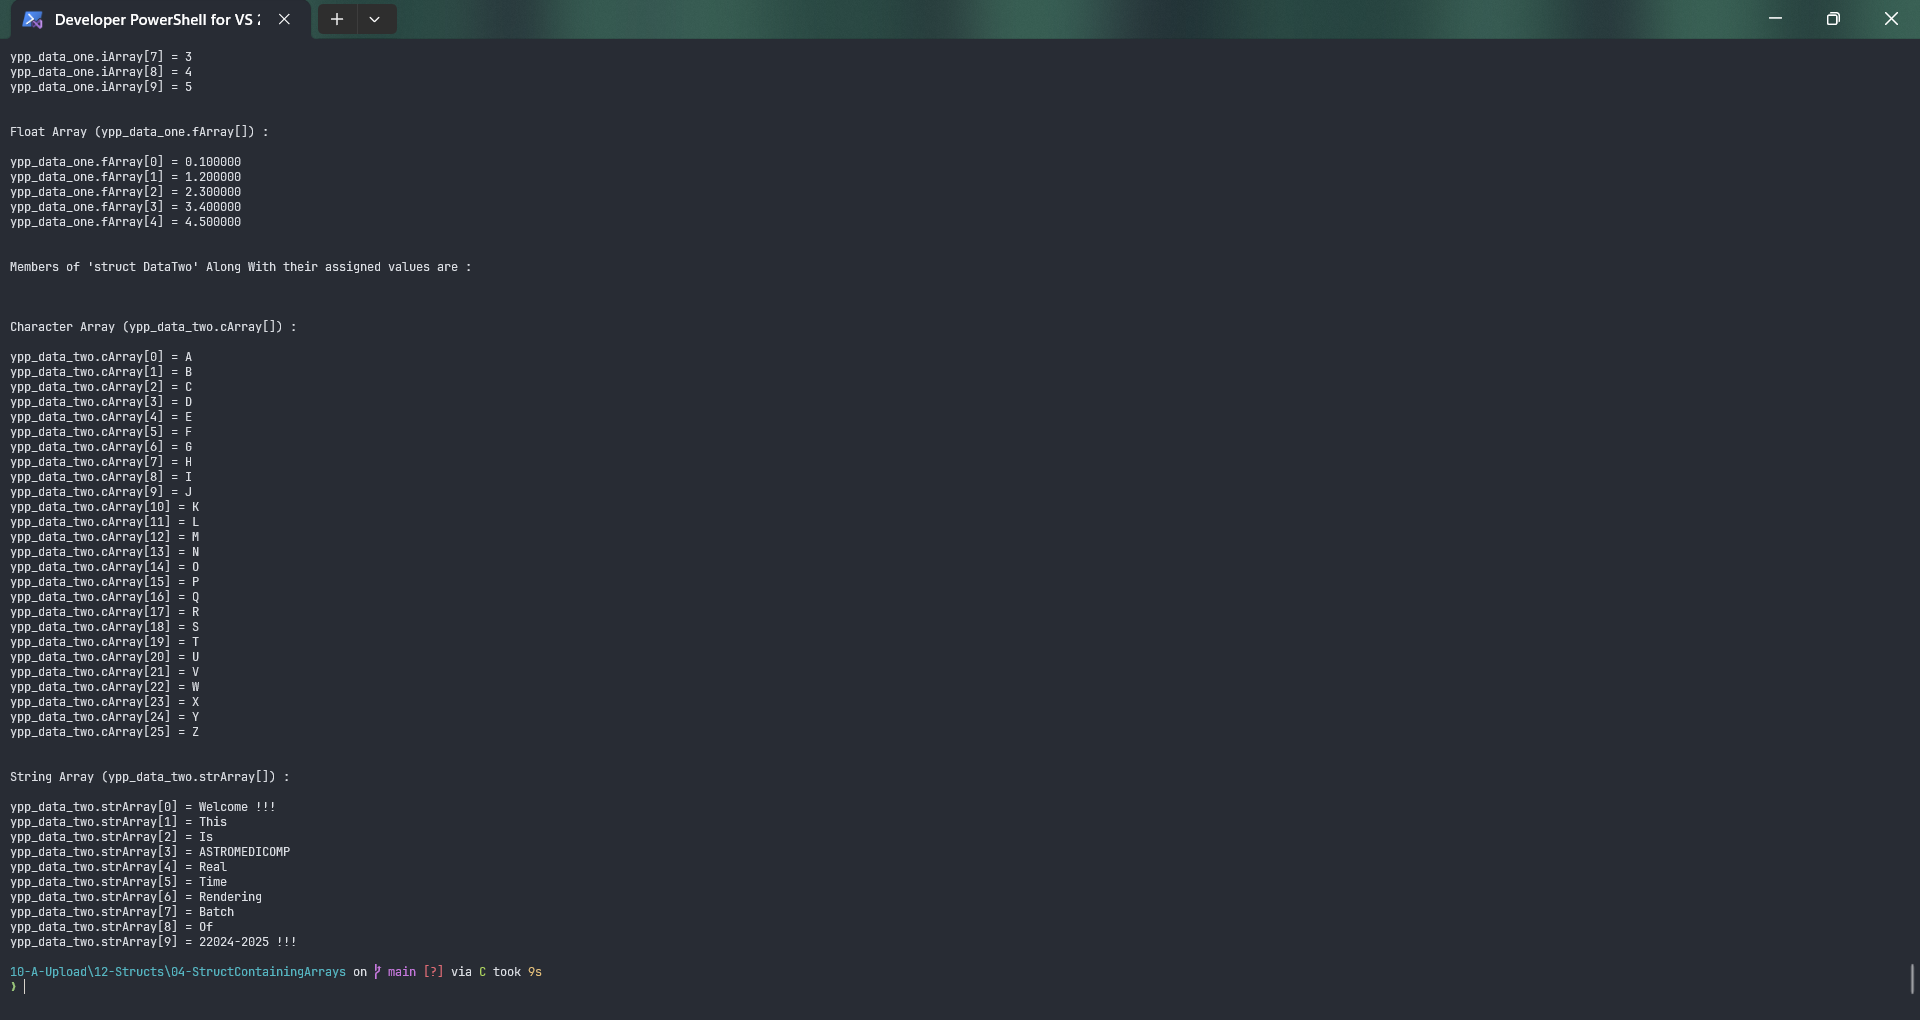 Developer PowerShell for VS 2
ypp_data_one.iArray[7] = 3
ypp_data_one.iArray[8] = 4
ypp_data_one.iArray[9] = 5
Float Array (ypp_data_one.fArray[]) :
ypp_data_one.fArray[0] = 0.100000
ypp_data_one.fArray[1] = 1.200000
ypp_data_one.fArray[2] = 2.300000
ypp_data_one.fArray[3] = 3.400000
ypp_data_one.fArray[4] = 4.500000
Members of 'struct DataTwo' Along With their assigned values are :
Character Array (ypp_data_two.cArray[]) :
ypp_data_two.cArray[0] = A
ypp_data_two.cArray[1] = B
ypp_data_two.cArray[2] = C
ypp_data_two.cArray[3] = D
ypp_data_two.cArray[4] = E
ypp_data_two.cArray[5] = F
ypp_data_two.cArray[6] = G
ypp_data_two.cArray[7] = H
ypp_data_two.cArray[8] = I
ypp_data_two.cArray[9] = J
ypp_data_two.cArray[10] = K
ypp_data_two.cArray[11] = L
ypp_data_two.cArray[12] = M
ypp_data_two.cArray[13] = N
ypp_data_two.cArray[14] = O
ypp_data_two.cArray[15] = P
ypp_data_two.cArray[16] = Q
ypp_data_two.cArray[17] = R
ypp_data_two.cArray[18] = S
ypp_data_two.cArray[19] = T
ypp_data_two.cArray[20] = U
ypp_data_two.cArray[21] = V
ypp_data_two.cArray[22] = W
ypp_data_two.cArray[23] = X
ypp_data_two.cArray[24] = Y
ypp_data_two.cArray[25] = Z
String Array (ypp_data_two.strArray[]) :
ypp_data_two.strArray[0] = Welcome !!!
ypp_data_two.strArray[1] = This
ypp_data_two.strArray[2] = Is
ypp_data_two.strArray[3] = ASTROMEDICOMP
ypp_data_two.strArray[4] = Real
ypp_data_two.strArray[5] = Time
ypp_data_two.strArray[6] = Rendering
ypp_data_two.strArray[7] = Batch
ypp_data_two.strArray[8] = Of
ypp_data_two.strArray[9] = 22024-2025 !!!
10-A-Upload\12-Structs\04-StructContainingArrays on main [?] via C took 9s
❯